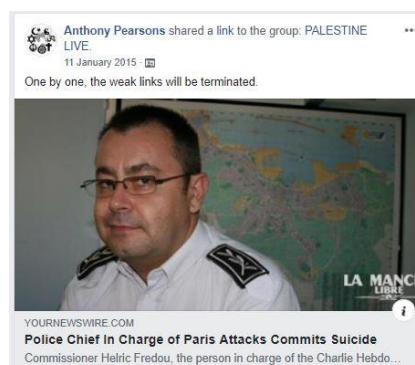 Anthony Pearsons shared a link to the group: PALESTINE
LIVE.
11 January 2015 ·
One by one, the weak links will be terminated.
LA MANCH
LIBRE
i
YOURNEWSWIRE.COM
Police Chief In Charge of Paris Attacks Commits Suicide
Commissioner Helric Fredou, the person in charge of the Charlie Hebdo...